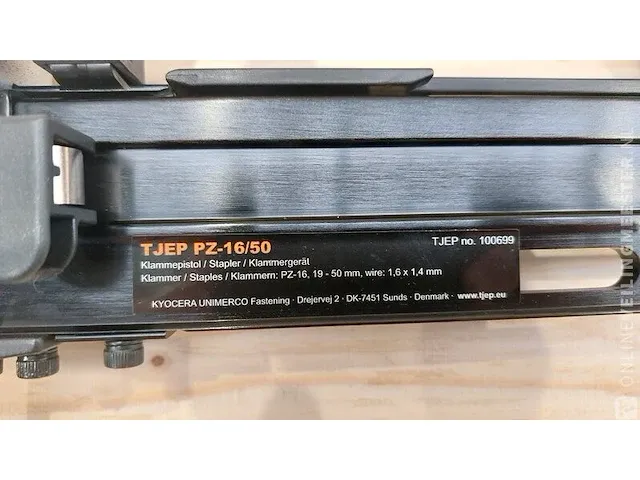 TJEP PZ-16/50
TJEP no. 100699
Klammepistol / Stapler / Klammergerät
Klammer / Staples / Klammern: PZ-16, 19 - 50 mm, wire: 1,6 x 1,4 mm
KYOCERA UNIMERCO Fastening · Drejervej 2 · DK-7451 Sunds · Denmark · www.tjep.eu
ONLINEVEILINGMEESTER